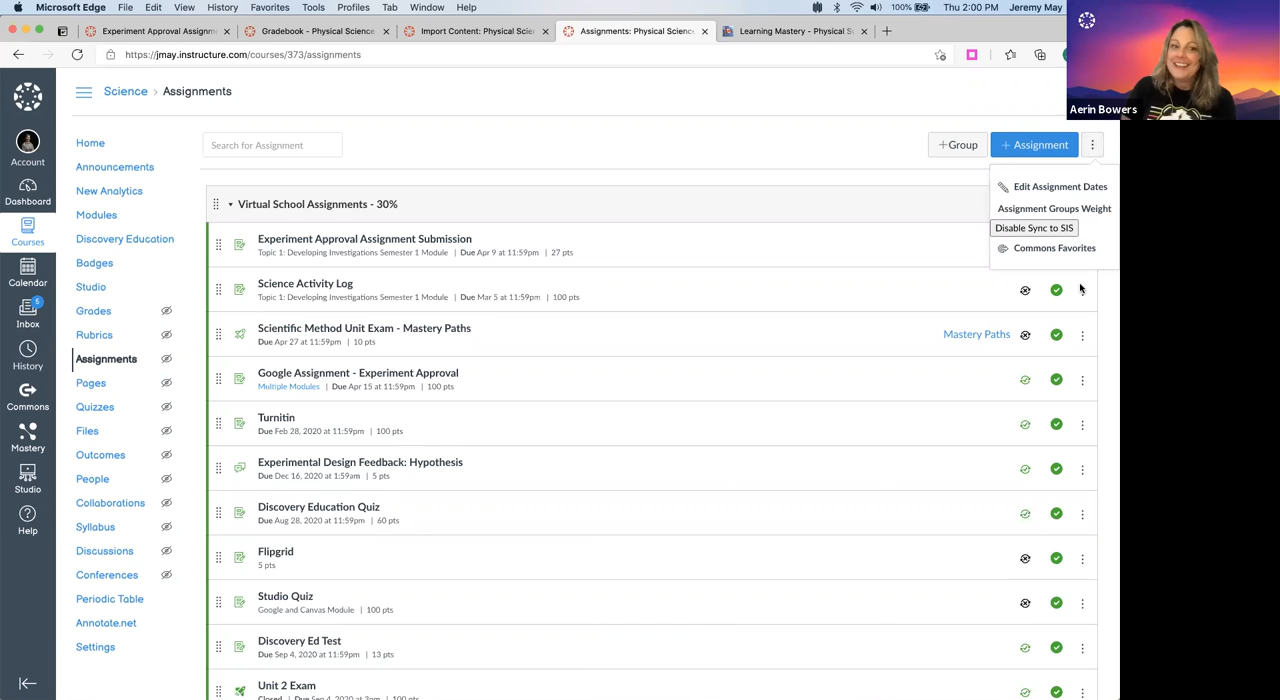 Microsoft Edge File Edit View History Favorites Tools Profiles Tab Window Help 100% Thu 2:00 PM Jeremy May
Experiment Approval Assignm
Gradebook - Physical Science
Import Content: Physical Scier
Assignments: Physical Science
Learning Mastery - Physical S
https://jmay.instructure.com/courses/373/assignments
Aerin Bowers
Science › Assignments
Account
Dashboard
Courses
Calendar
5
Inbox
History
Commons
Mastery
Studio
Help
Home
Announcements
New Analytics
Modules
Discovery Education
Badges
Studio
Grades
Rubrics
Assignments
Pages
Quizzes
Files
Outcomes
People
Collaborations
Syllabus
Discussions
Conferences
Periodic Table
Annotate.net
Settings
Search for Assignment
+Group
+ Assignment
Edit Assignment Dates
Assignment Groups Weight
Disable Sync to SIS
Commons Favorites
Virtual School Assignments - 30%
Experiment Approval Assignment Submission
Topic 1: Developing Investigations Semester 1 Module | Due Apr 9 at 11:59pm | 27 pts
Science Activity Log
Topic 1: Developing Investigations Semester 1 Module | Due Mar 5 at 11:59pm | 100 pts
Scientific Method Unit Exam - Mastery Paths
Due Apr 27 at 11:59pm | 10 pts
Mastery Paths
Google Assignment - Experiment Approval
Multiple Modules | Due Apr 15 at 11:59pm | 100 pts
Turnitin
Due Feb 28, 2020 at 11:59pm | 100 pts
Experimental Design Feedback: Hypothesis
Due Dec 16, 2020 at 1:59am | 5 pts
Discovery Education Quiz
Due Aug 28, 2020 at 11:59pm | 60 pts
Flipgrid
5 pts
Studio Quiz
Google and Canvas Module | 100 pts
Discovery Ed Test
Due Sep 4, 2020 at 11:59pm | 13 pts
Unit 2 Exam
Closed | Due Sep 4, 2020 at 3pm | 100 pts